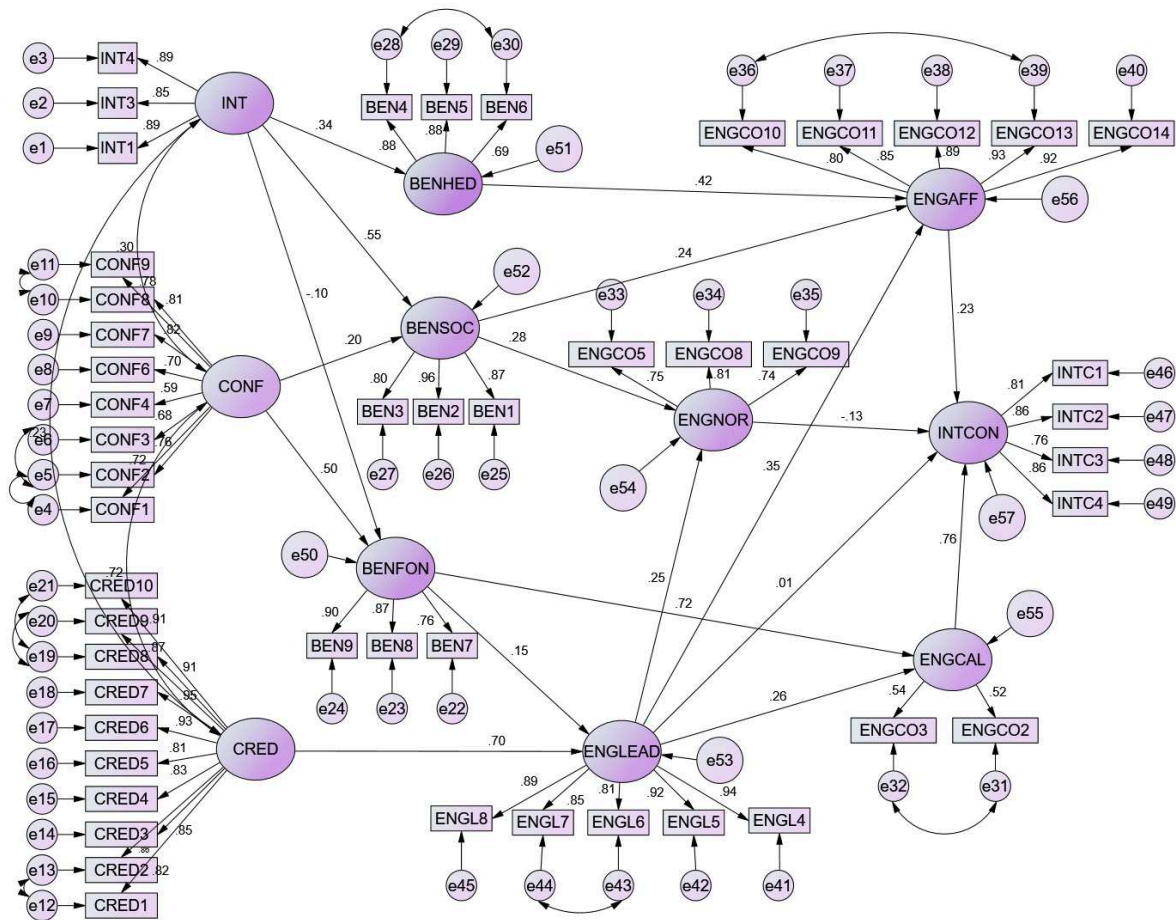 e3
INT4
.89
e2
INT3
.85
e1
INT1
.89
INT
e28
e29
e30
BEN4
BEN5
BEN6
.88
.88
.69
BENHED
e51
.34
e36
e37
e38
e39
e40
ENGCO10
ENGCO11
ENGCO12
ENGCO13
ENGCO14
.80
.85
.89
.93
.92
ENGAFF
e56
.42
.30
e11
CONF9
.78
e10
CONF8
.81
e9
CONF7
.82
e8
CONF6
.70
e7
CONF4
.59
e6
CONF3
.68
e5
CONF2
.76
e4
CONF1
.72
.23
CONF
.55
-.10
.20
.50
e52
BENSOC
.24
.28
.80
.96
.87
BEN3
BEN2
BEN1
e27
e26
e25
e33
e34
e35
ENGCO5
ENGCO8
ENGCO9
.75
.81
.74
ENGNOR
e54
.23
-.13
.35
INTCON
.81
.86
.76
.86
INTC1
INTC2
INTC3
INTC4
e46
e47
e48
e49
e57
.76
e50
BENFON
.90
.87
.76
BEN9
BEN8
BEN7
e24
e23
e22
.15
.25
.72
.01
.26
e55
ENGCAL
.54
.52
ENGCO3
ENGCO2
e32
e31
.72
e21
CRED10
.91
e20
CRED9
.87
e19
CRED8
.91
e18
CRED7
.95
e17
CRED6
.93
e16
CRED5
.81
e15
CRED4
.83
e14
CRED3
.85
e13
CRED2
e12
CRED1
.82
CRED
.70
ENGLEAD
e53
.89
.85
.81
.92
.94
ENGL8
ENGL7
ENGL6
ENGL5
ENGL4
e45
e44
e43
e42
e41